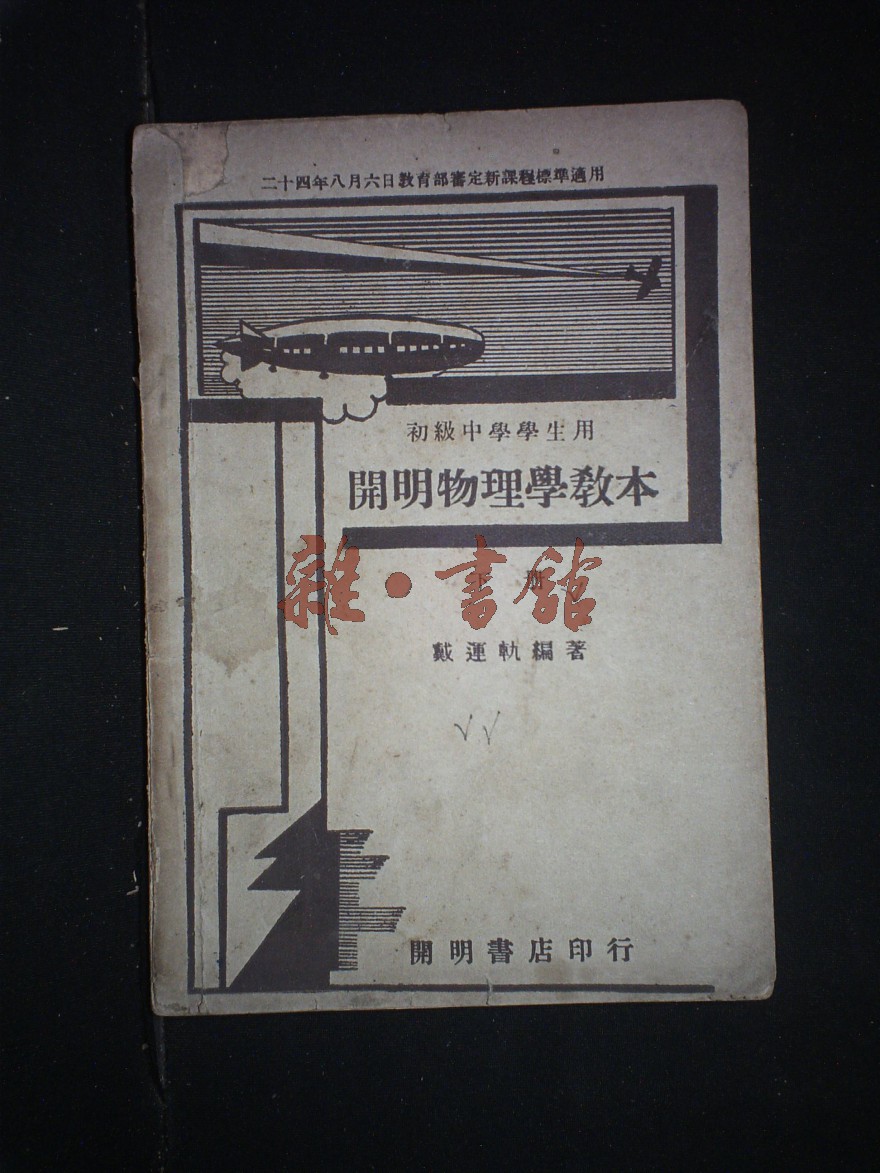 二十四年八月六日教育部審定新課程標準適用
初級中學學生用
開明物理學教本
下冊
雜·書館
戴運軌編著
開明書店印行